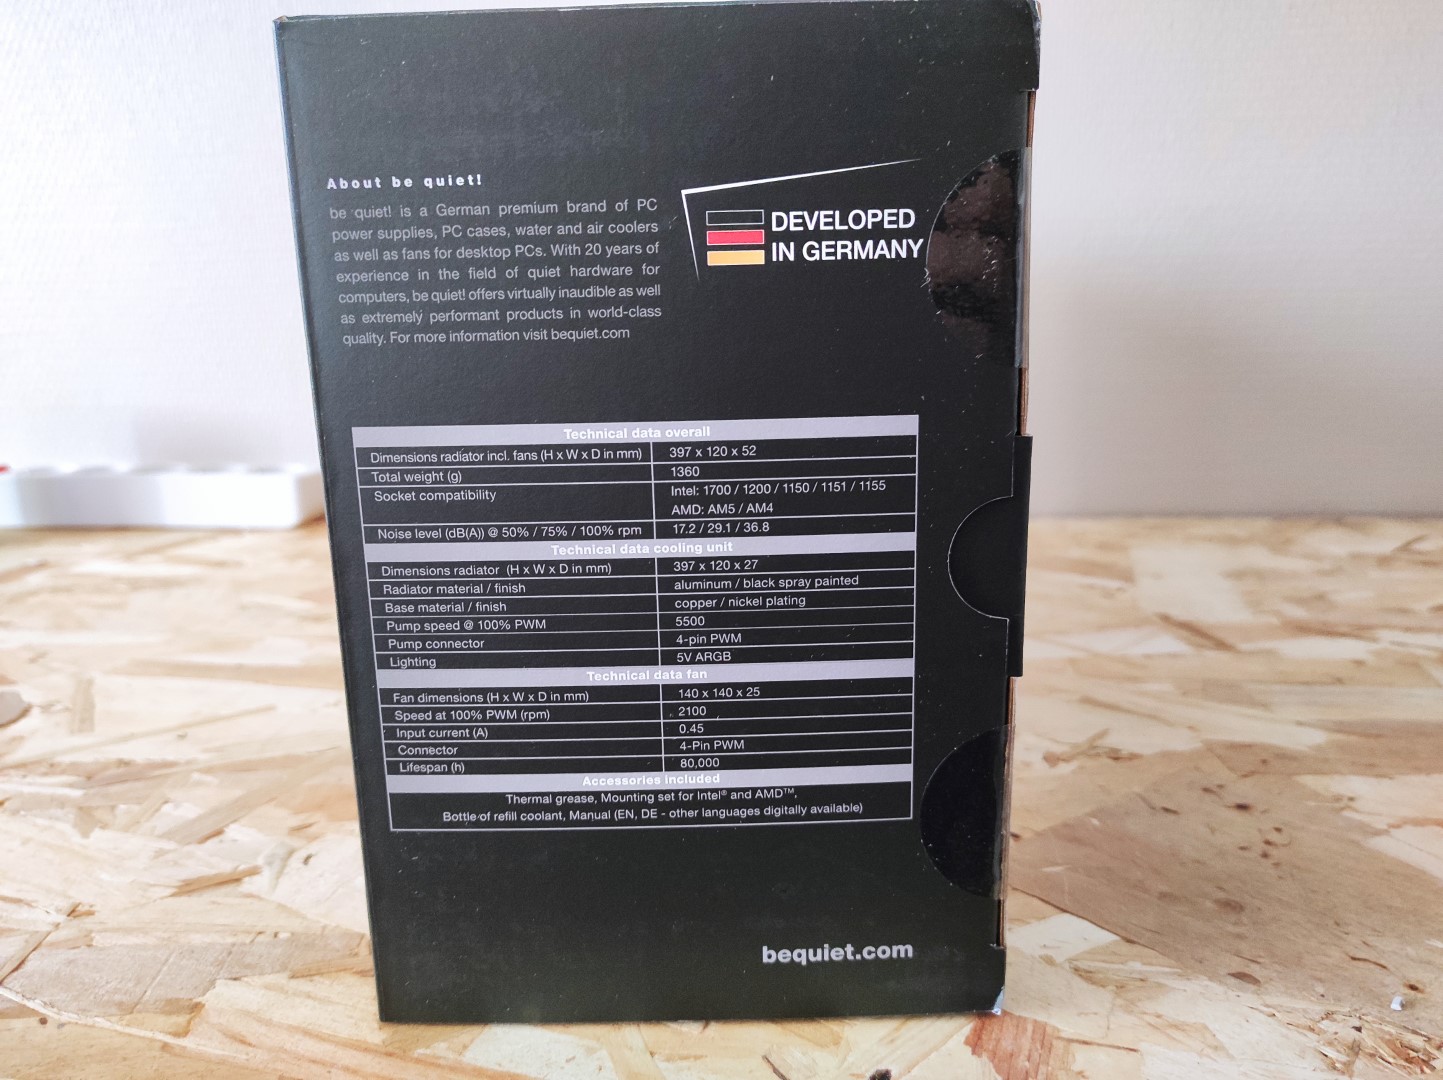 About be quiet!
be quiet! is a German premium brand of PC
power supplies, PC cases, water and air coolers
as well as fans for desktop PCs. With 20 years of
experience in the field of quiet hardware for
computers, be quiet! offers virtually inaudible as well
as extremely performant products in world-class
quality. For more information visit bequiet.com
DEVELOPED
IN GERMANY
Technical data overall
Dimensions radiator incl. fans (H x W x D in mm) 397 x 120 x 52
Total weight (g) 1360
Socket compatibility Intel: 1700 / 1200 / 1150 / 1151 / 1155
AMD: AM5 / AM4
Noise level (dB(A)) @ 50% / 75% / 100% rpm 17.2 / 29.1 / 36.8
Technical data cooling unit
Dimensions radiator (H x W x D in mm) 397 x 120 x 27
Radiator material / finish aluminum / black spray painted
Base material / finish copper / nickel plating
Pump speed @ 100% PWM 5500
Pump connector 4-pin PWM
Lighting 5V ARGB
Technical data fan
Fan dimensions (H x W x D in mm) 140 x 140 x 25
Speed at 100% PWM (rpm) 2100
Input current (A) 0.45
Connector 4-Pin PWM
Lifespan (h) 80,000
Accessories included
Thermal grease, Mounting set for Intel® and AMD™,
Bottle of refill coolant, Manual (EN, DE - other languages digitally available)
bequiet.com